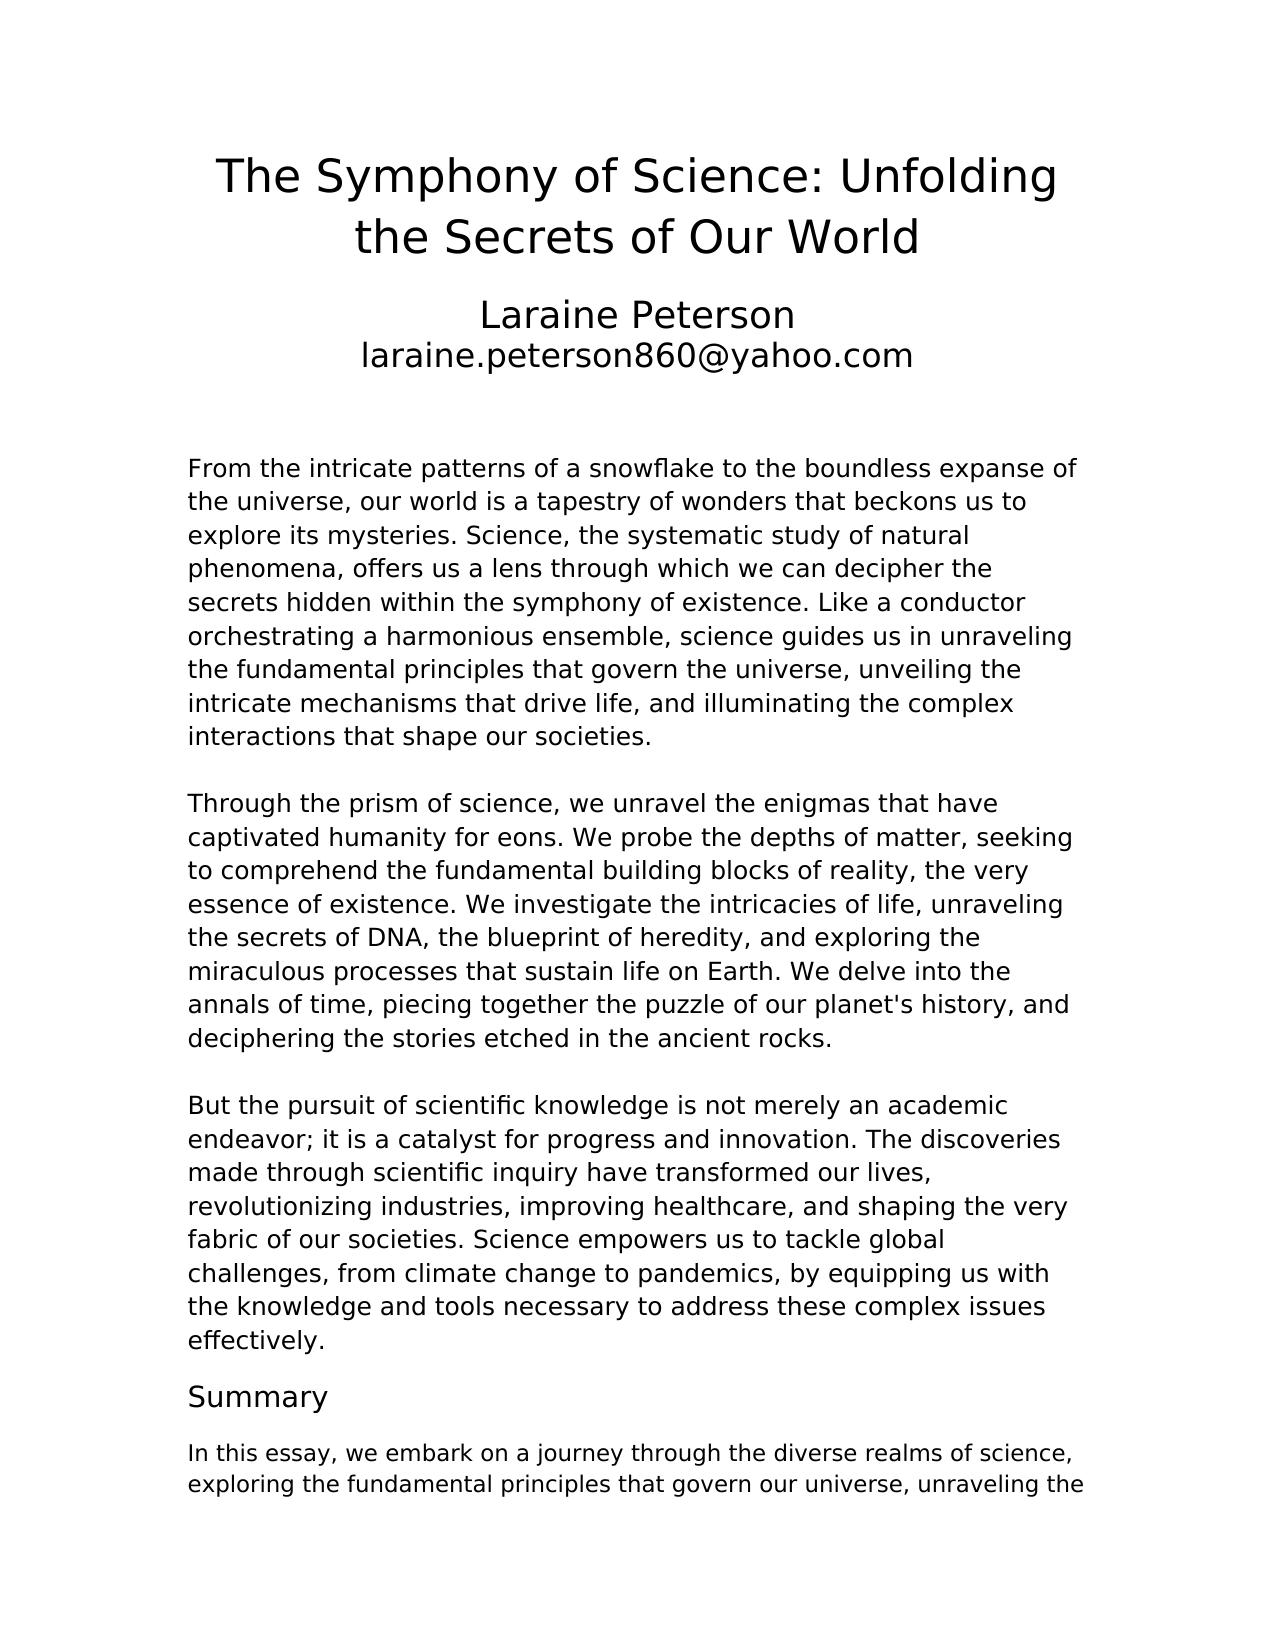 The Symphony of Science: Unfolding
the Secrets of Our World
Laraine Peterson
laraine.peterson860@yahoo.com
From the intricate patterns of a snowflake to the boundless expanse of
the universe, our world is a tapestry of wonders that beckons us to
explore its mysteries. Science, the systematic study of natural
phenomena, offers us a lens through which we can decipher the
secrets hidden within the symphony of existence. Like a conductor
orchestrating a harmonious ensemble, science guides us in unraveling
the fundamental principles that govern the universe, unveiling the
intricate mechanisms that drive life, and illuminating the complex
interactions that shape our societies.
Through the prism of science, we unravel the enigmas that have
captivated humanity for eons. We probe the depths of matter, seeking
to comprehend the fundamental building blocks of reality, the very
essence of existence. We investigate the intricacies of life, unraveling
the secrets of DNA, the blueprint of heredity, and exploring the
miraculous processes that sustain life on Earth. We delve into the
annals of time, piecing together the puzzle of our planet's history, and
deciphering the stories etched in the ancient rocks.
But the pursuit of scientific knowledge is not merely an academic
endeavor; it is a catalyst for progress and innovation. The discoveries
made through scientific inquiry have transformed our lives,
revolutionizing industries, improving healthcare, and shaping the very
fabric of our societies. Science empowers us to tackle global
challenges, from climate change to pandemics, by equipping us with
the knowledge and tools necessary to address these complex issues
effectively.
Summary
In this essay, we embark on a journey through the diverse realms of science,
exploring the fundamental principles that govern our universe, unraveling the